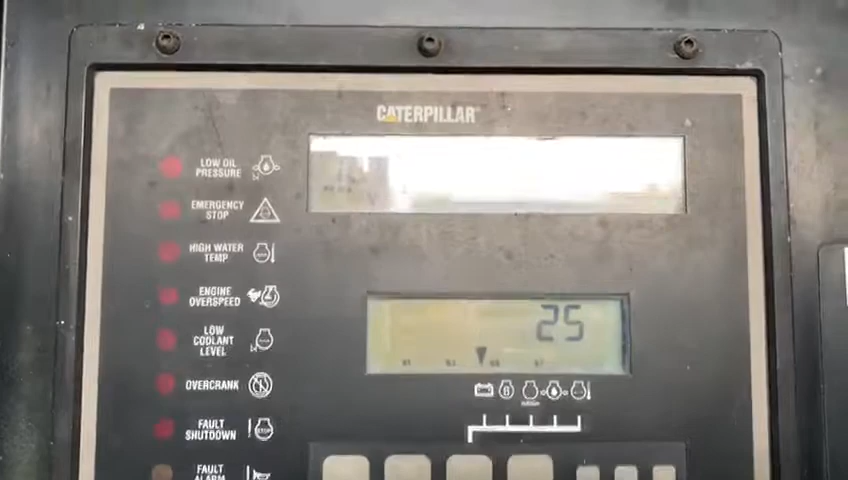 CATERPILLAR
LOW OIL
PRESSURE
EMERGENCY
STOP
HIGH WATER
TEMP
ENGINE
OVERSPEED
LOW
COOLANT
LEVEL
OVERCRANK
FAULT
SHUTDOWN
FAULT
ALARM
25